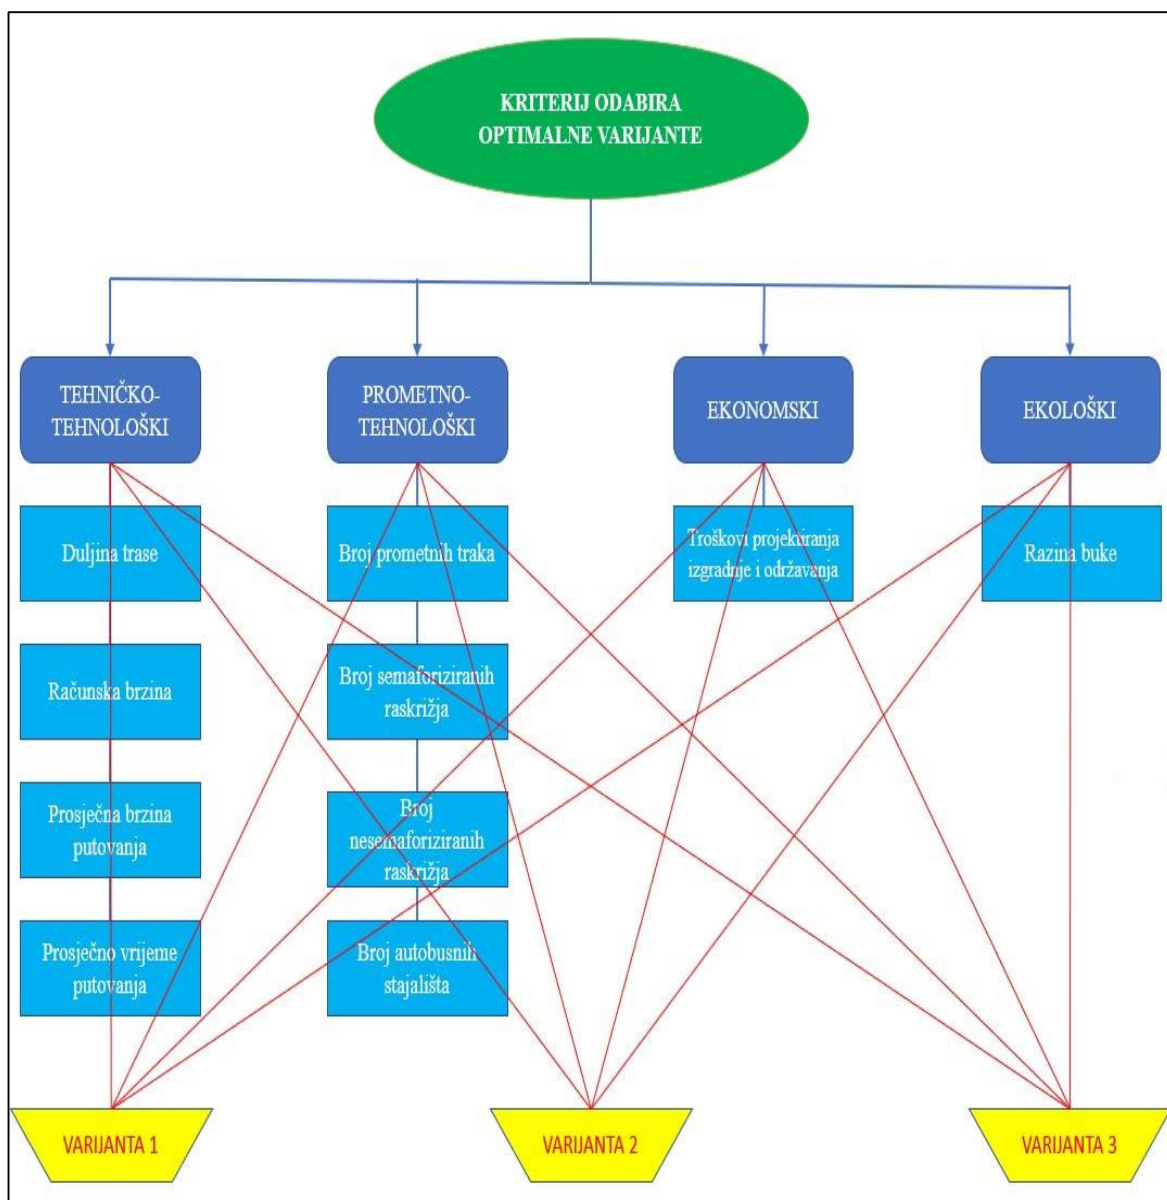 KRITERIJ ODABIRA
OPTIMALNE VARIJANTE
TEHNIČKO-
TEHNOLOŠKI
PROMETNO-
TEHNOLOŠKI
EKONOMSKI
EKOLOŠKI
Duljina trase
Broj prometnih traka
Troškovi projektiranja
izgradnje i održavanja
Razina buke
Računska brzina
Broj semaforiziranih
raskrižja
Prosječna brzina
putovanja
Broj
nesemaforiziranih
raskrižja
Prosječno vrijeme
putovanja
Broj autobusnih
stajališta
VARIJANTA 1
VARIJANTA 2
VARIJANTA 3